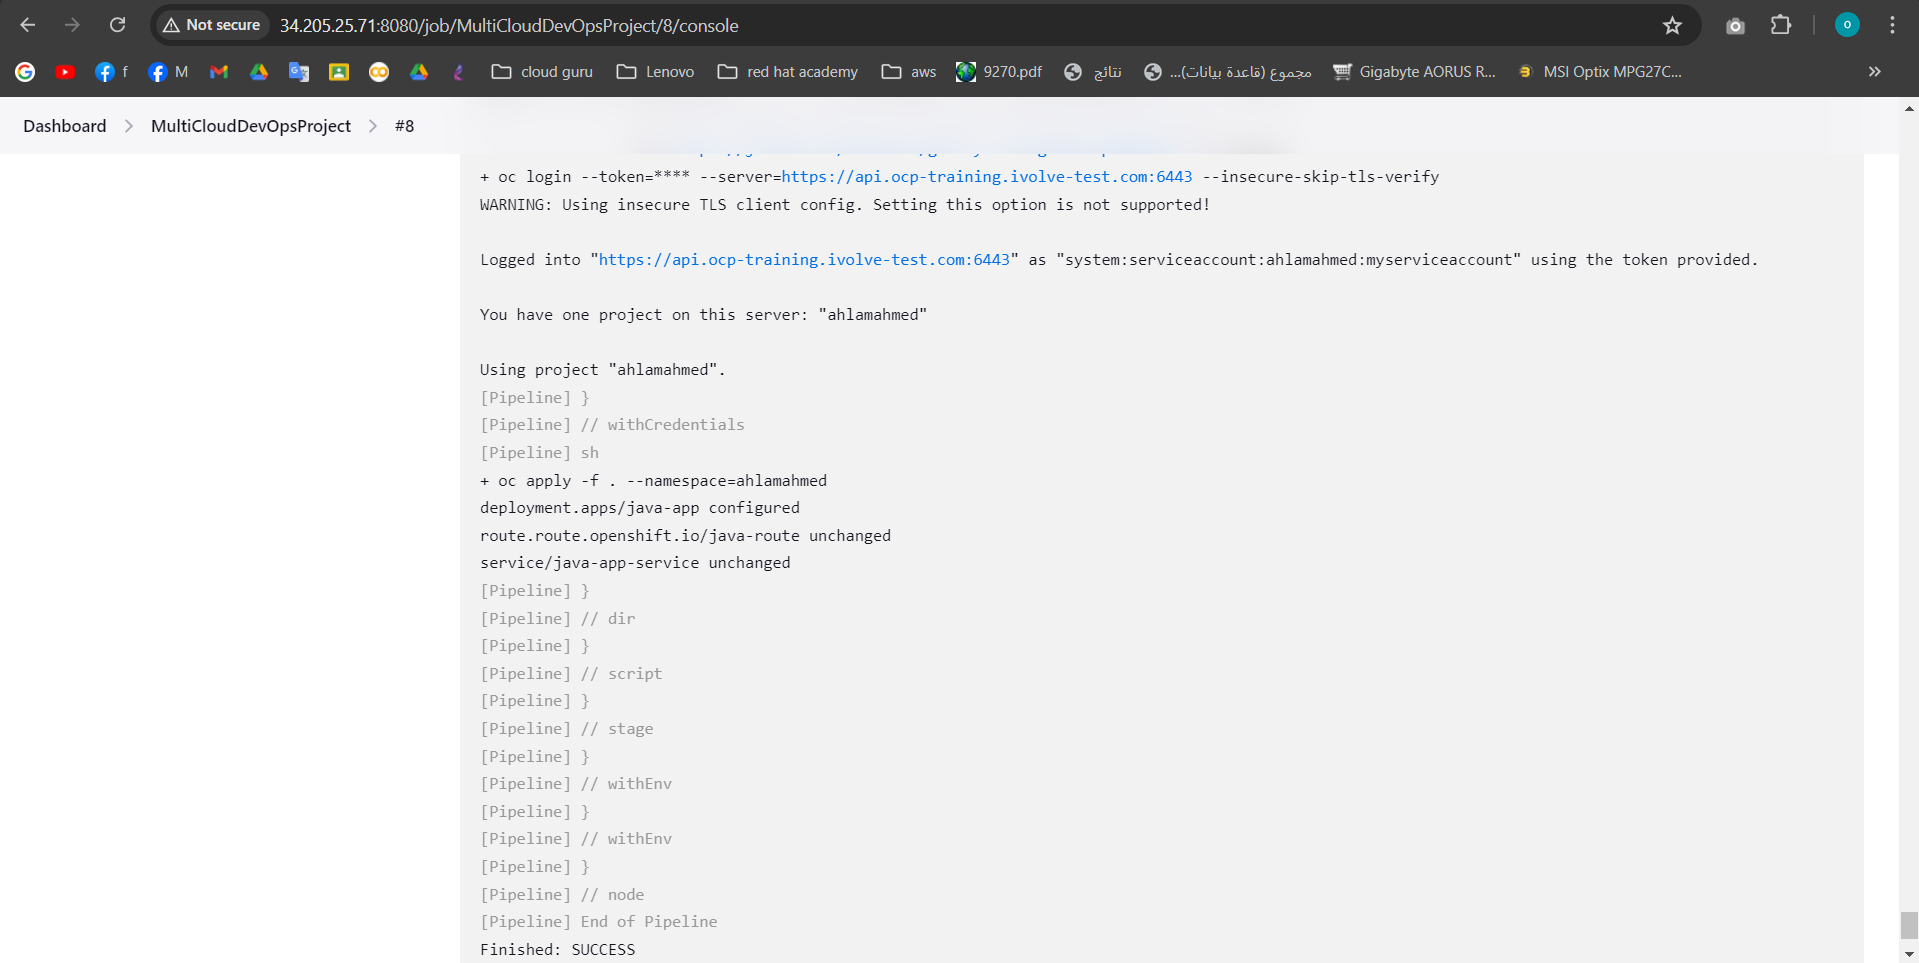 Not secure 34.205.25.71:8080/job/MultiCloudDevOpsProject/8/console
f M cloud guru Lenovo red hat academy aws 9270.pdf نتائج مجموع (قاعدة بيانات)... Gigabyte AORUS R... MSI Optix MPG27C...
Dashboard MultiCloudDevOpsProject #8
+ oc login --token=**** --server=https://api.ocp-training.ivolve-test.com:6443 --insecure-skip-tls-verify
WARNING: Using insecure TLS client config. Setting this option is not supported!
Logged into "https://api.ocp-training.ivolve-test.com:6443" as "system:serviceaccount:ahlamahmed:myserviceaccount" using the token provided.
You have one project on this server: "ahlamahmed"
Using project "ahlamahmed".
[Pipeline] }
[Pipeline] // withCredentials
[Pipeline] sh
+ oc apply -f . --namespace=ahlamahmed
deployment.apps/java-app configured
route.route.openshift.io/java-route unchanged
service/java-app-service unchanged
[Pipeline] }
[Pipeline] // dir
[Pipeline] }
[Pipeline] // script
[Pipeline] }
[Pipeline] // stage
[Pipeline] }
[Pipeline] // withEnv
[Pipeline] }
[Pipeline] // withEnv
[Pipeline] }
[Pipeline] // node
[Pipeline] End of Pipeline
Finished: SUCCESS